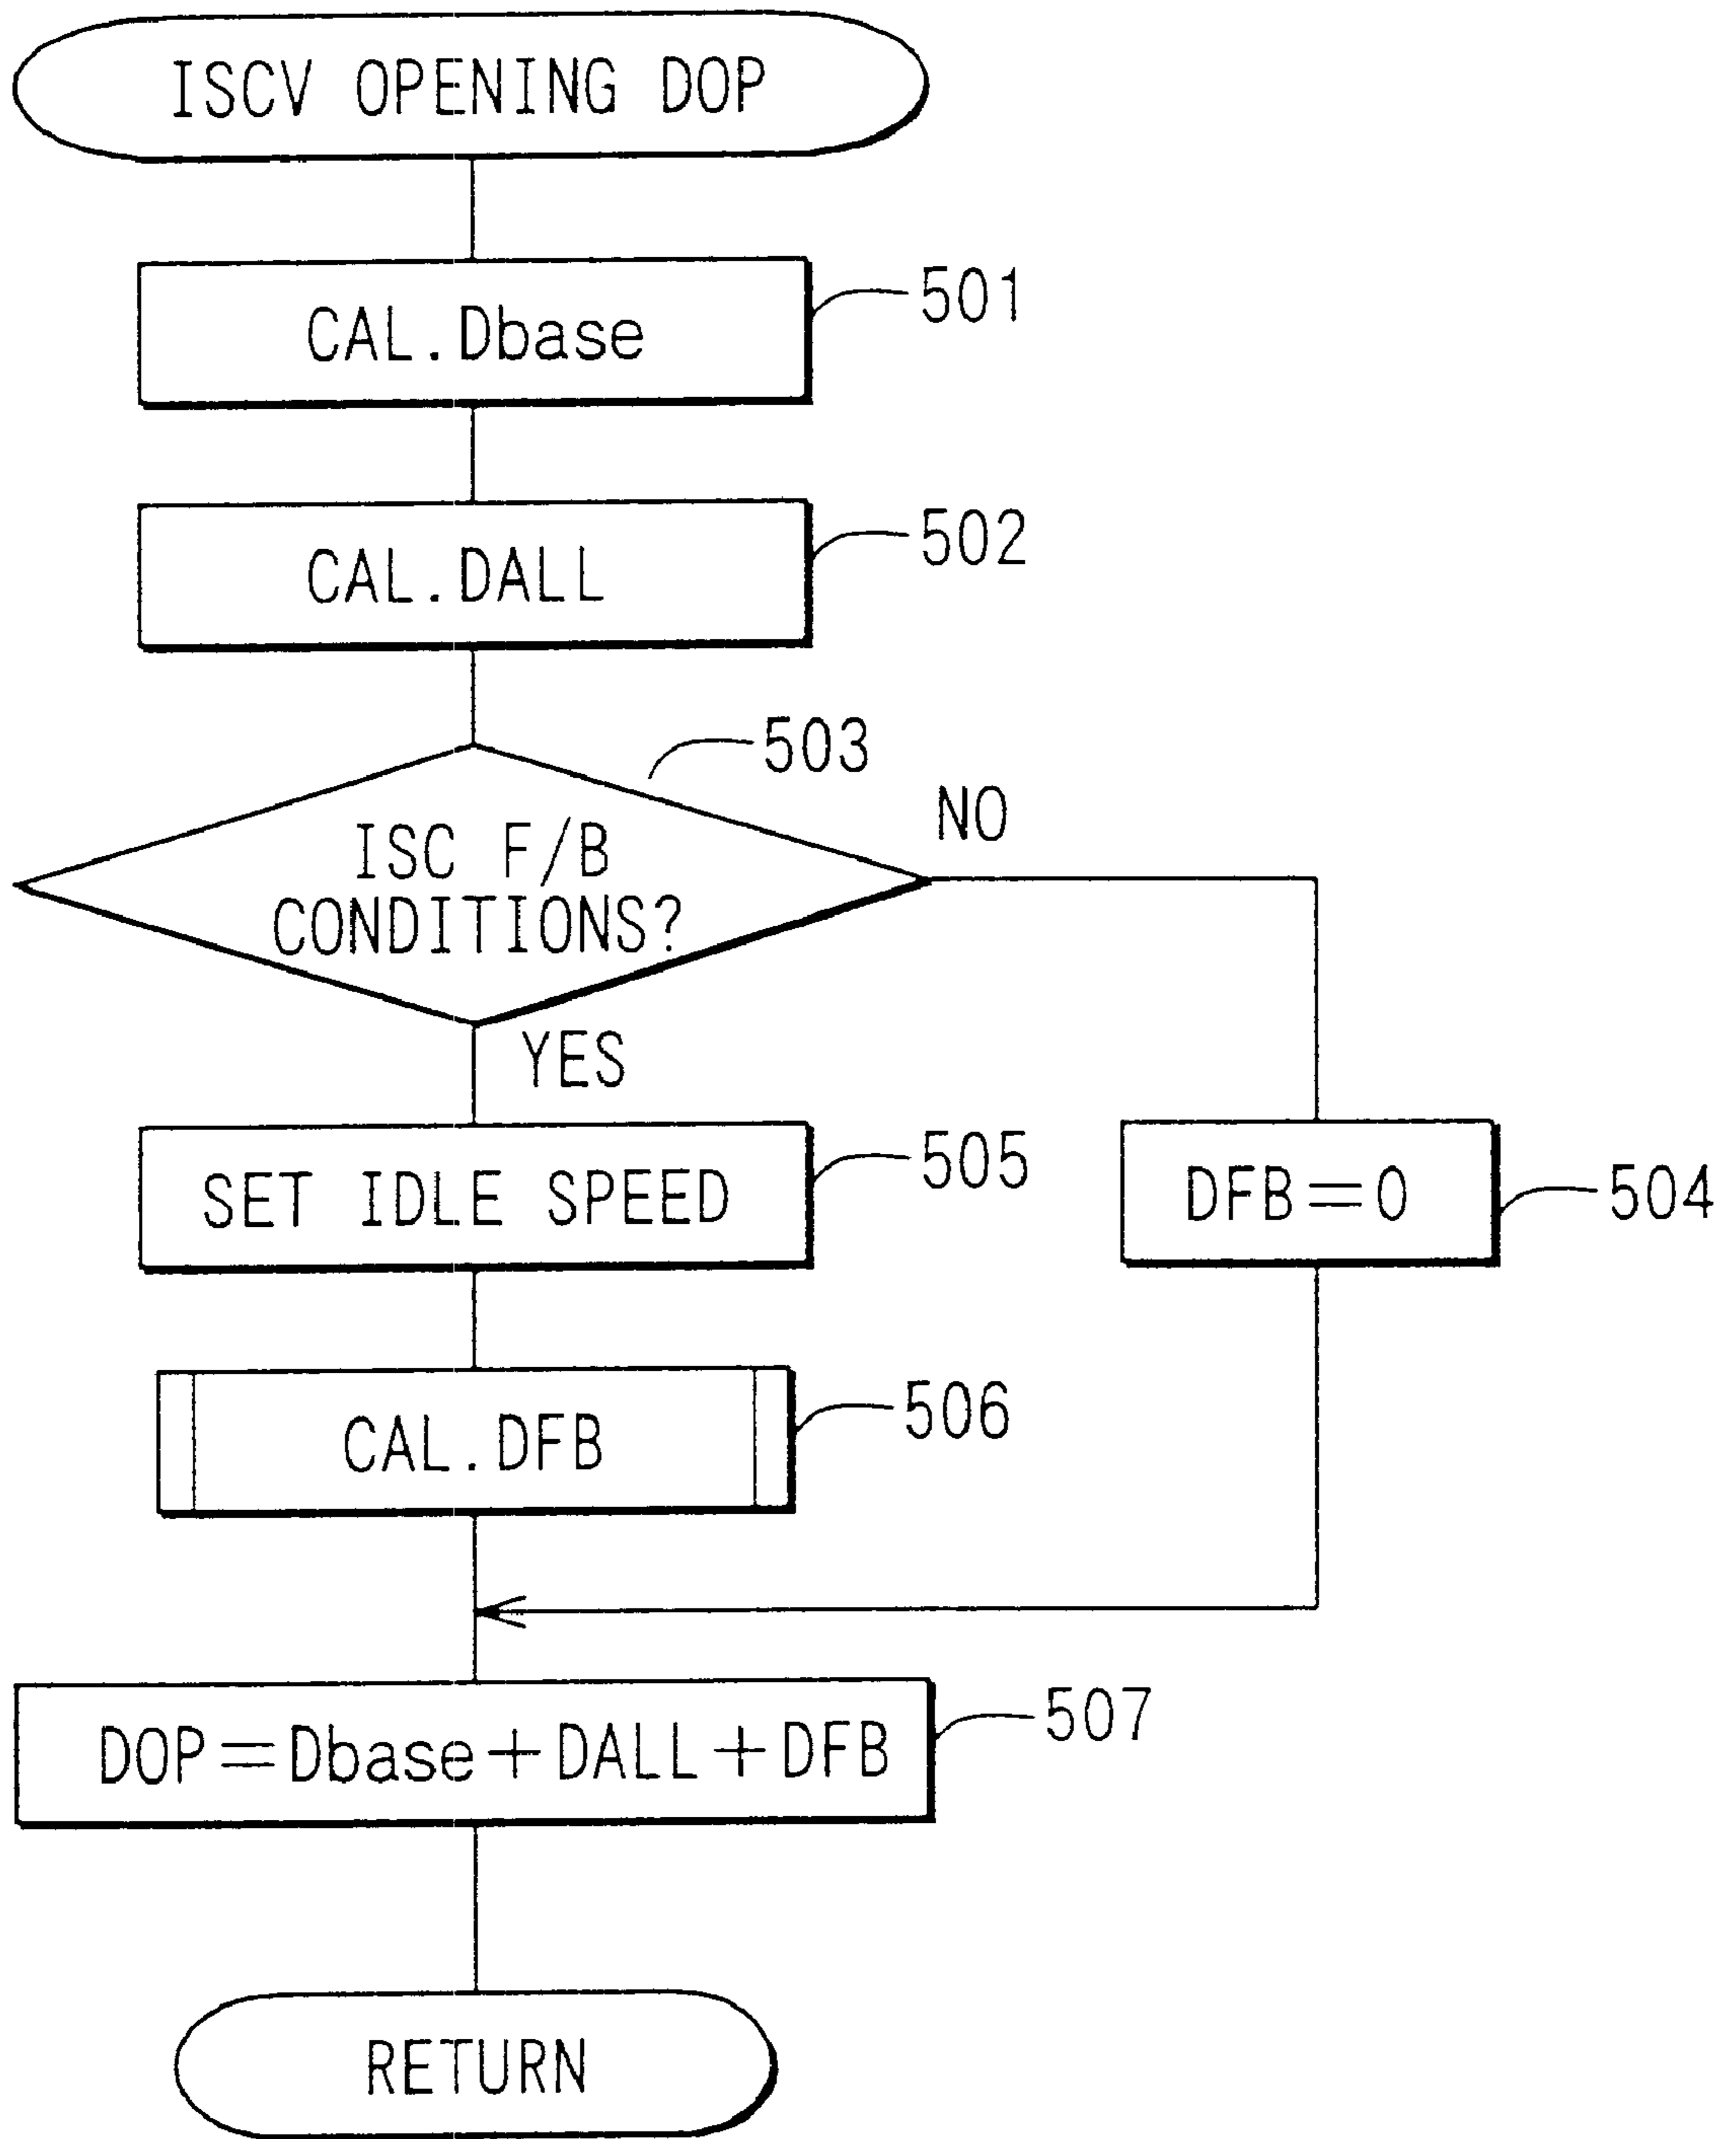 ISCV OPENING DOP
CAL.Dbase
501
CAL.DALL
502
503
ISC F/B
CONDITIONS?
NO
YES
SET IDLE SPEED
505
DFB=0
504
CAL.DFB
506
DOP=Dbase+DALL+DFB
507
RETURN